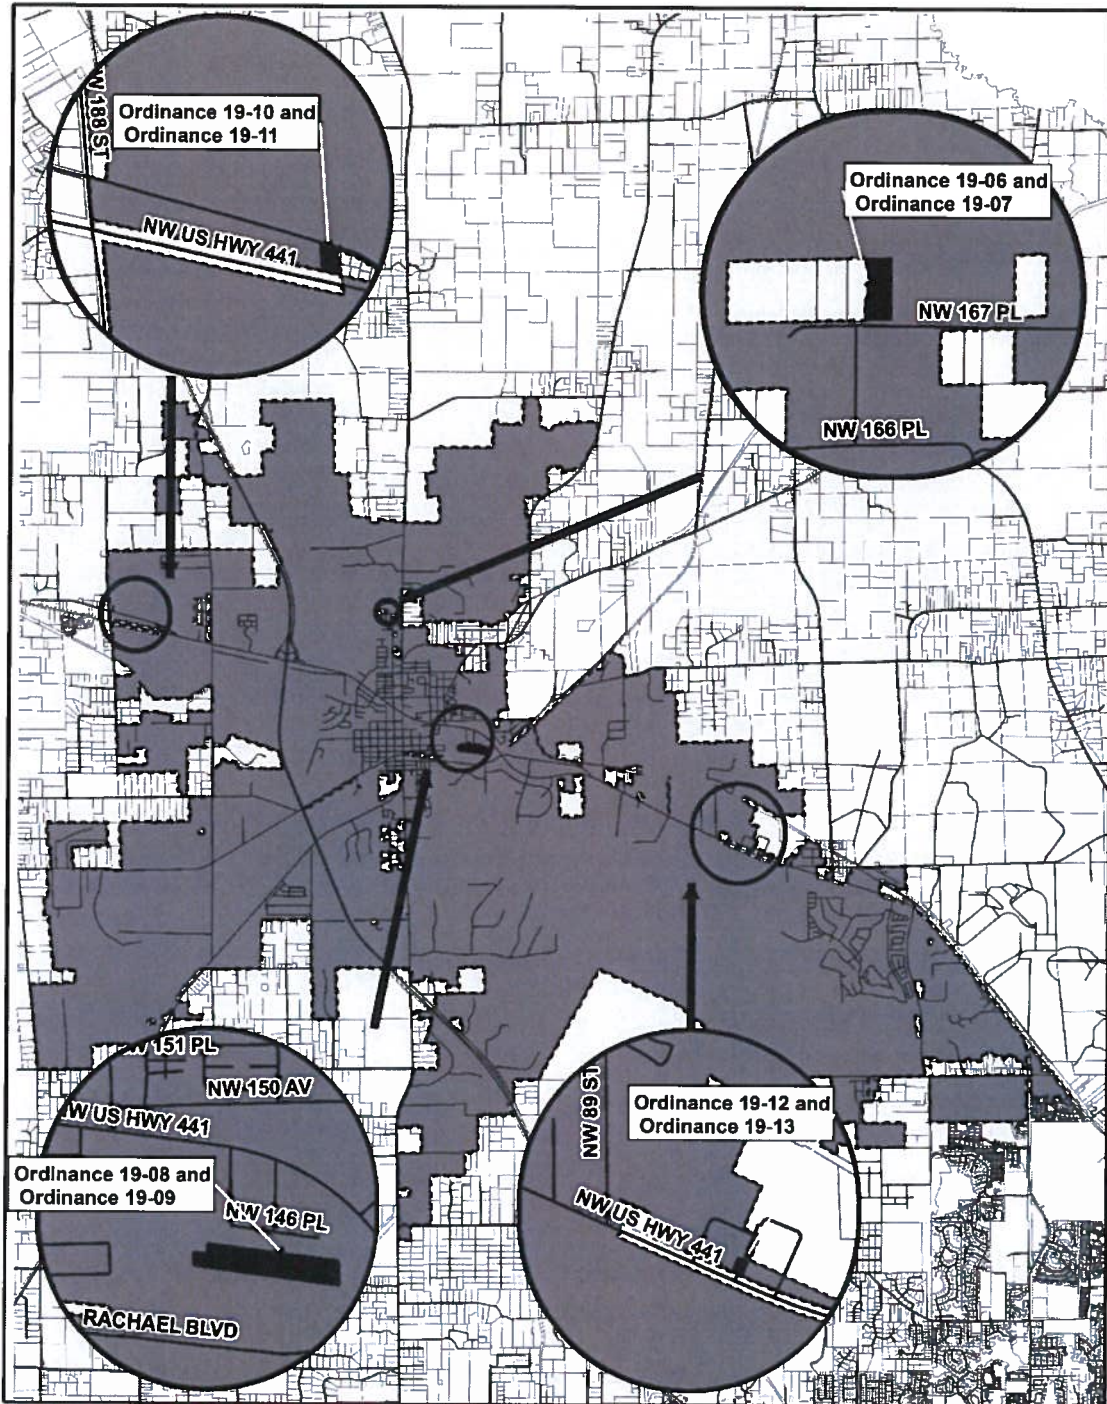 W 188 ST
Ordinance 19-10 and
Ordinance 19-11
NW US HWY 441
Ordinance 19-06 and
Ordinance 19-07
NW 167 PL
NW 166 PL
151 PL
NW 150 AV
W US HWY 441
Ordinance 19-08 and
Ordinance 19-09
NW 146 PL
RACHAEL BLVD
NW 89 ST
Ordinance 19-12 and
Ordinance 19-13
NW US HWY 441